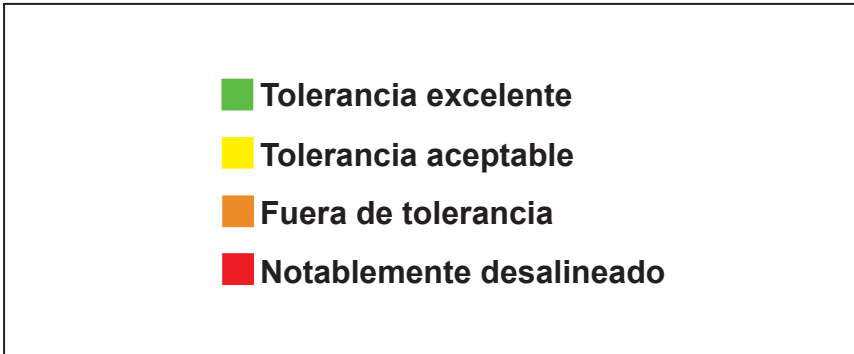 Tolerancia excelente
Tolerancia aceptable
Fuera de tolerancia
Notablemente desalineado